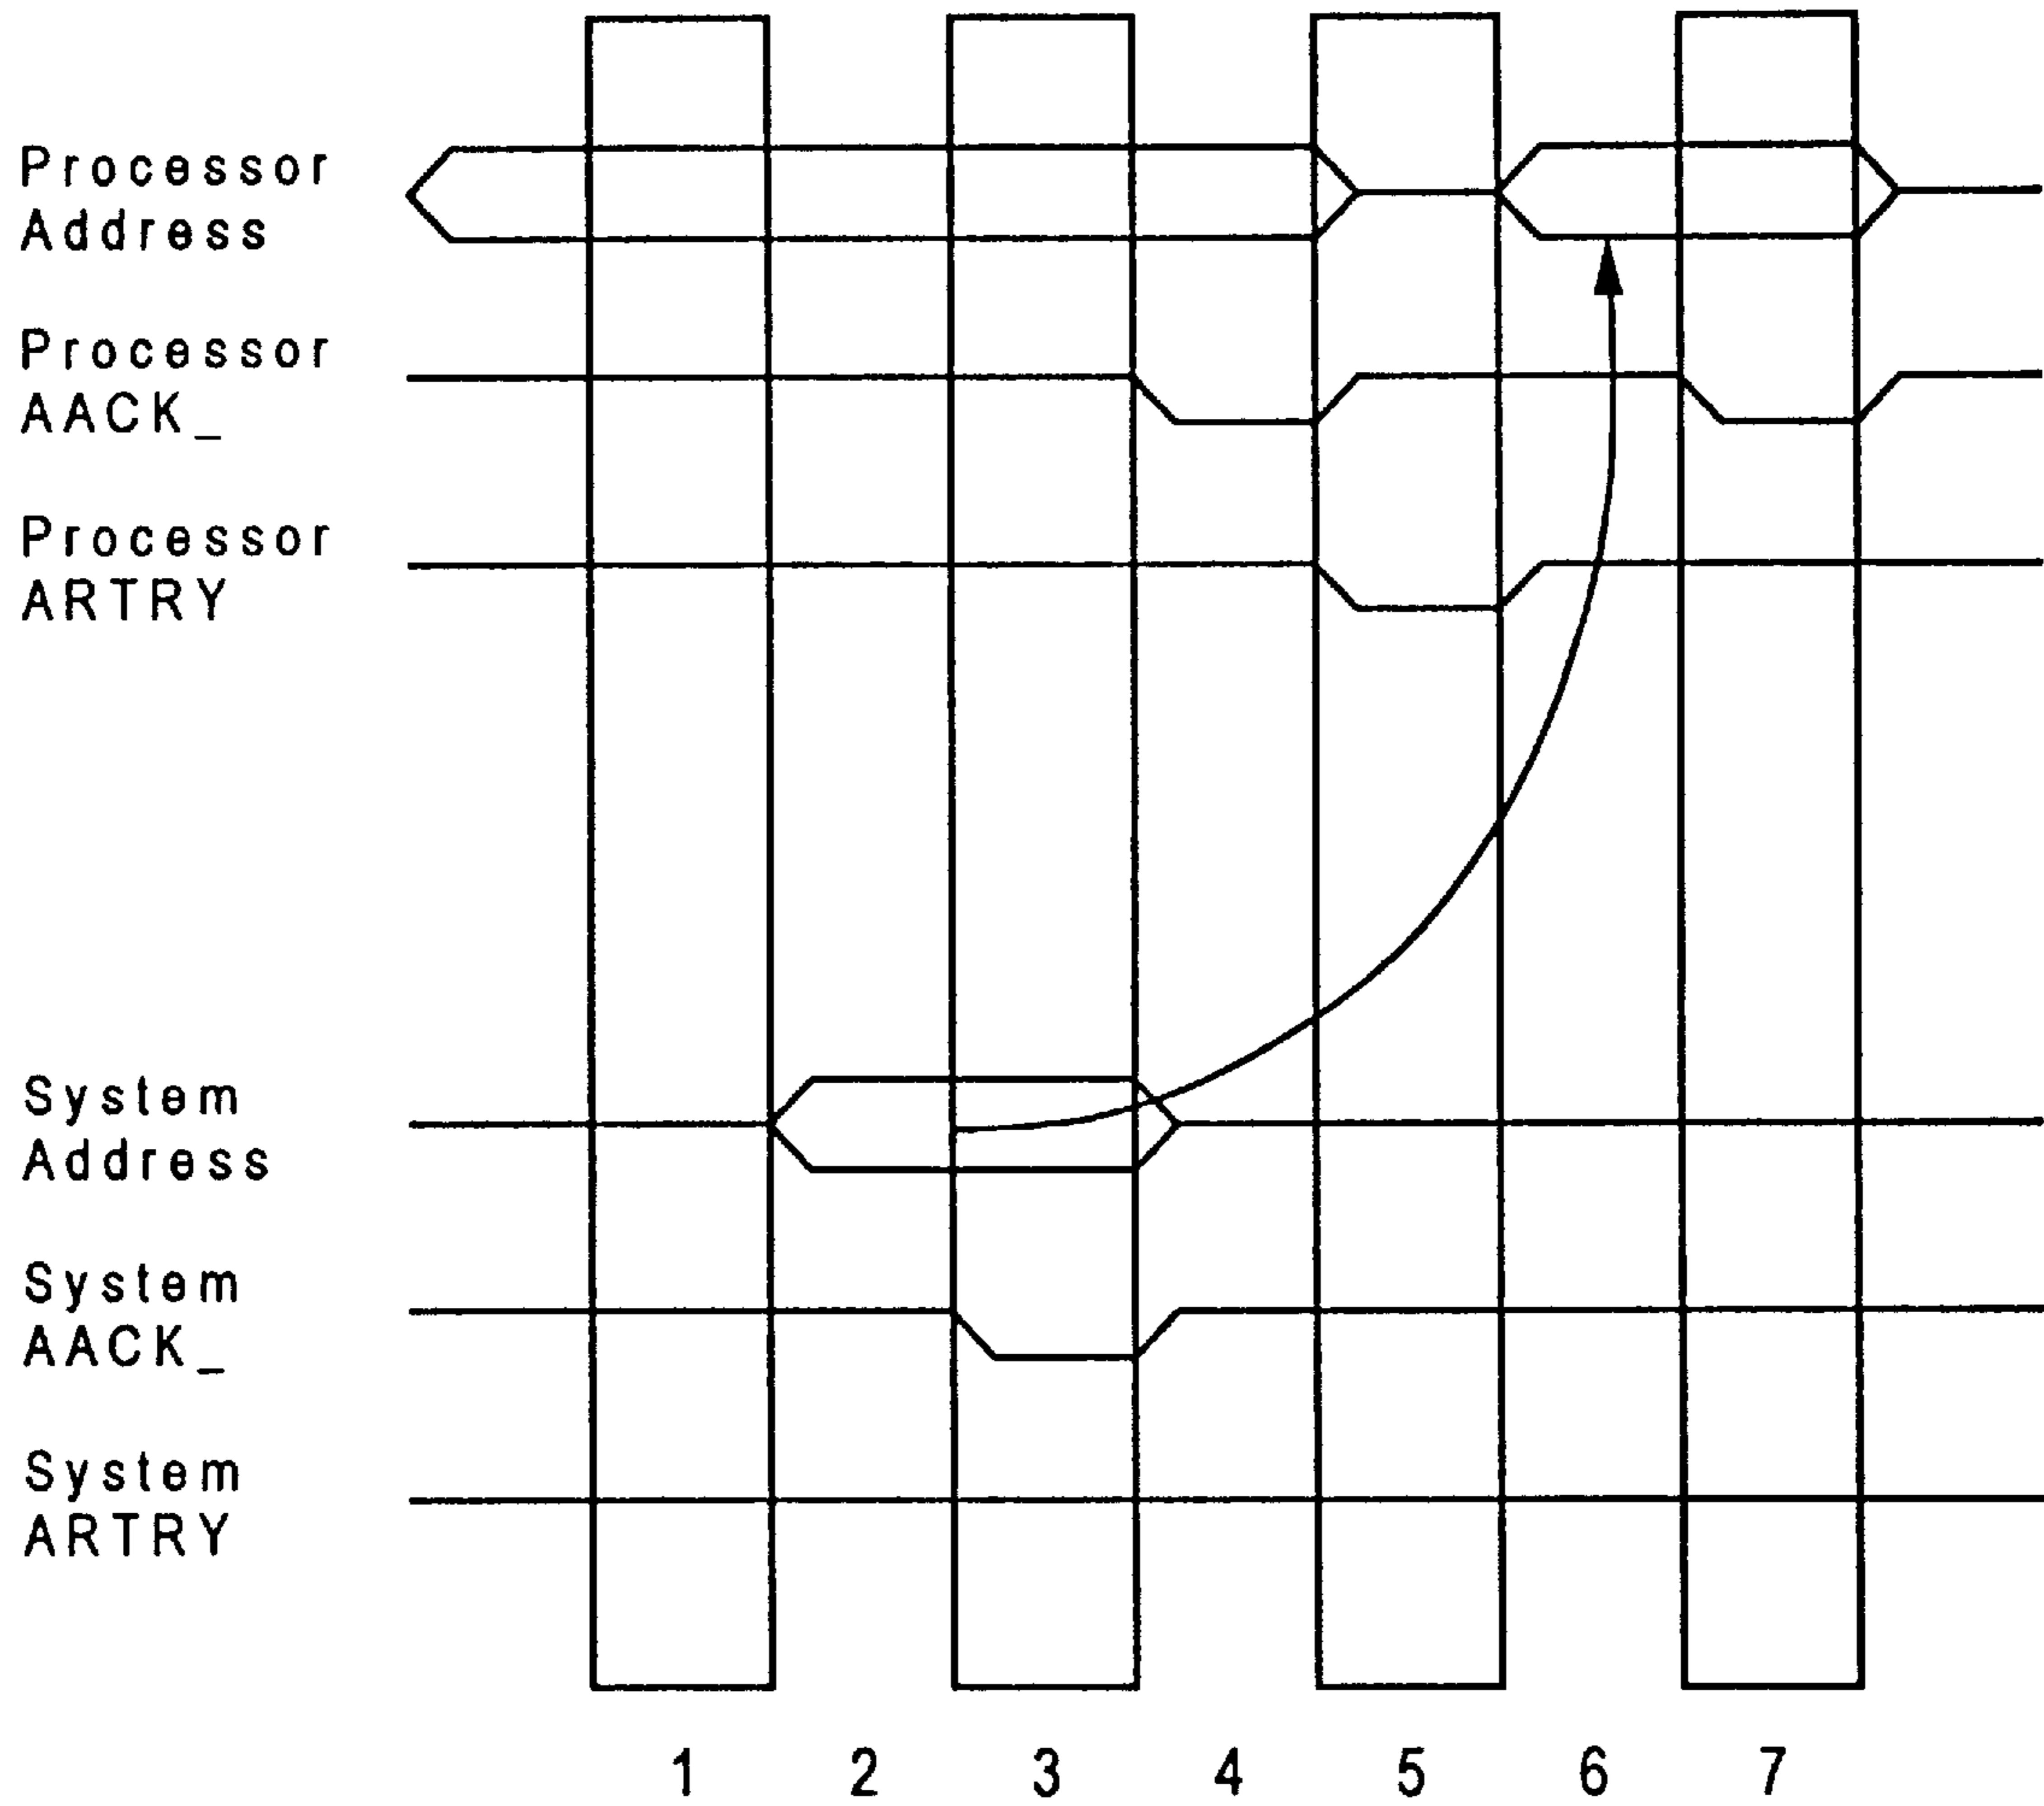 Processor
Address
Processor
AACK_
Processor
ARTRY
System
Address
System
AACK_
System
ARTRY
1 2 3 4 5 6 7